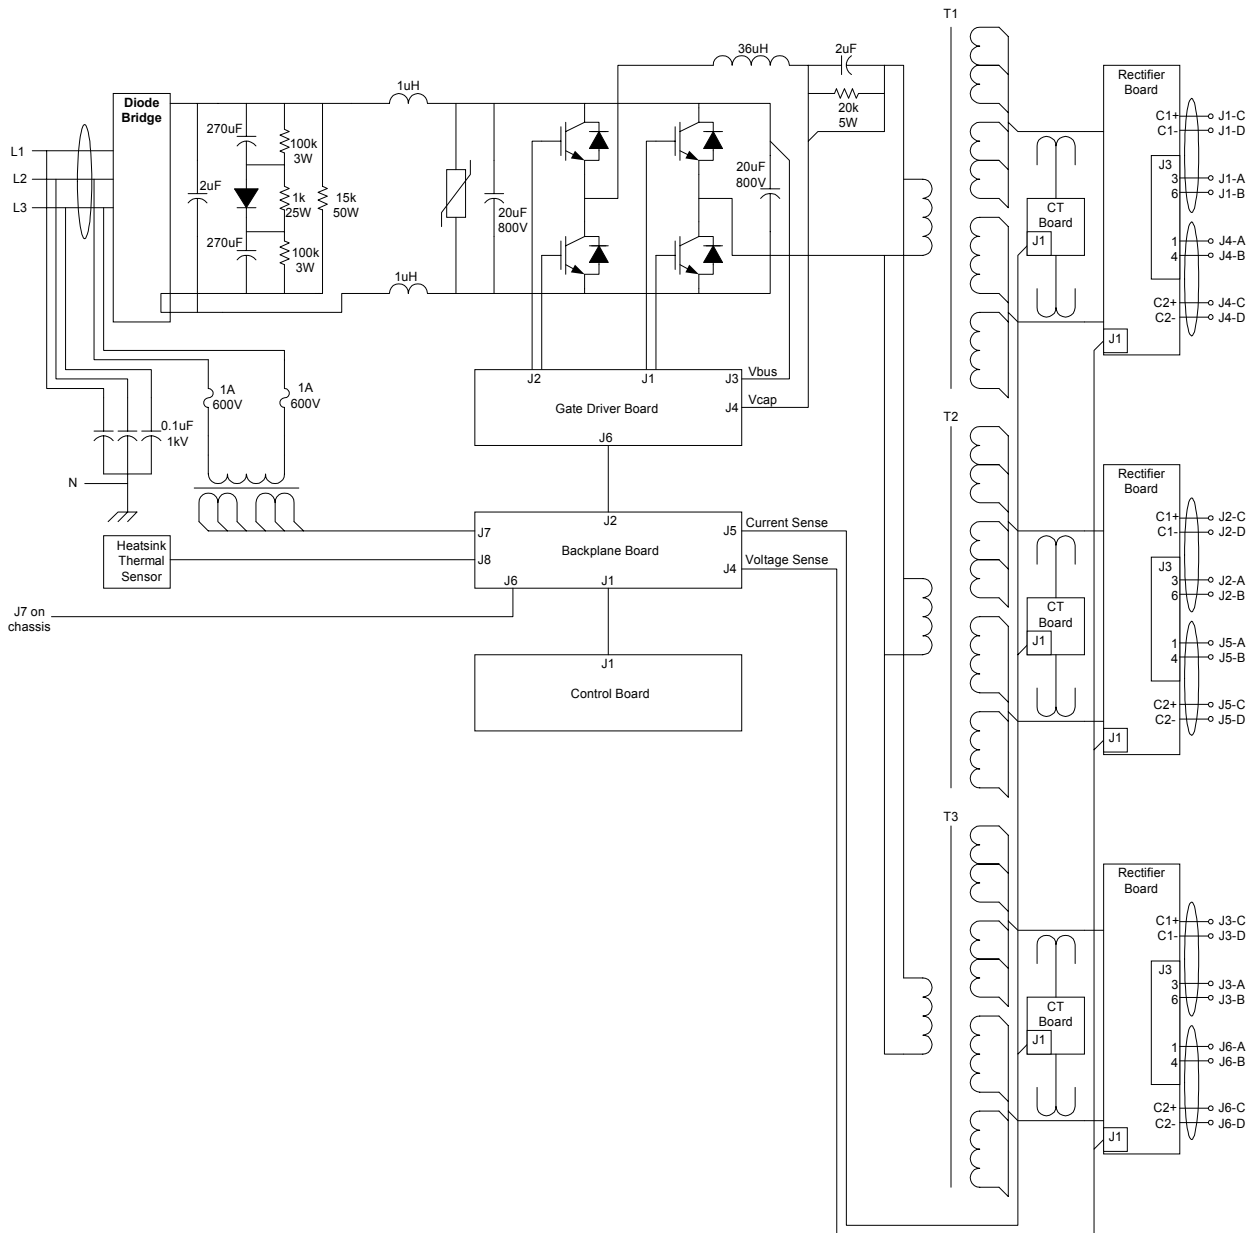 T1
36uH
2uF
20k
5W
Diode
Bridge
1uH
270uF
100k
3W
L1
L2
L3
2uF
1k
25W
15k
50W
20uF
800V
20uF
800V
270uF
100k
3W
1uH
Rectifier
Board
C1+
C1-
J1-C
J1-D
J3
3
6
J1-A
J1-B
CT
Board
J1
1
4
J4-A
J4-B
C2+
C2-
J4-C
J4-D
J1
1A
600V
1A
600V
0.1uF
1kV
N
J2
J1
J3
Vbus
Gate Driver Board
J4
Vcap
J6
T2
Heatsink
Thermal
Sensor
J7
J8
J2
Backplane Board
J5
Current Sense
J4
Voltage Sense
J6
J1
J7 on
chassis
J1
Control Board
Rectifier
Board
C1+
C1-
J2-C
J2-D
J3
3
6
J2-A
J2-B
CT
Board
J1
1
4
J5-A
J5-B
C2+
C2-
J5-C
J5-D
J1
T3
Rectifier
Board
C1+
C1-
J3-C
J3-D
J3
3
6
J3-A
J3-B
CT
Board
J1
1
4
J6-A
J6-B
C2+
C2-
J6-C
J6-D
J1